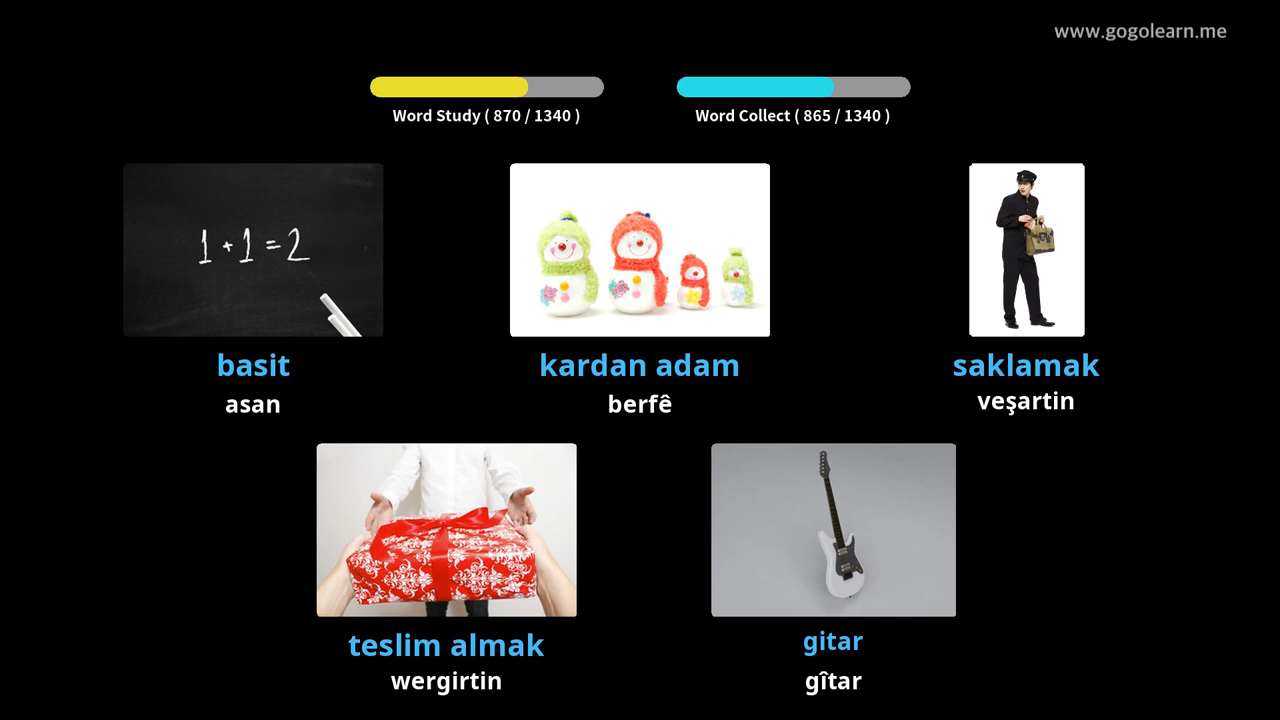 www.gogolearn.me
Word Study ( 870 / 1340 )
Word Collect ( 865 / 1340 )
1 + 1 = 2
basit
asan
kardan adam
berfê
saklamak
veşartin
teslim almak
wergirtin
gitar
gîtar